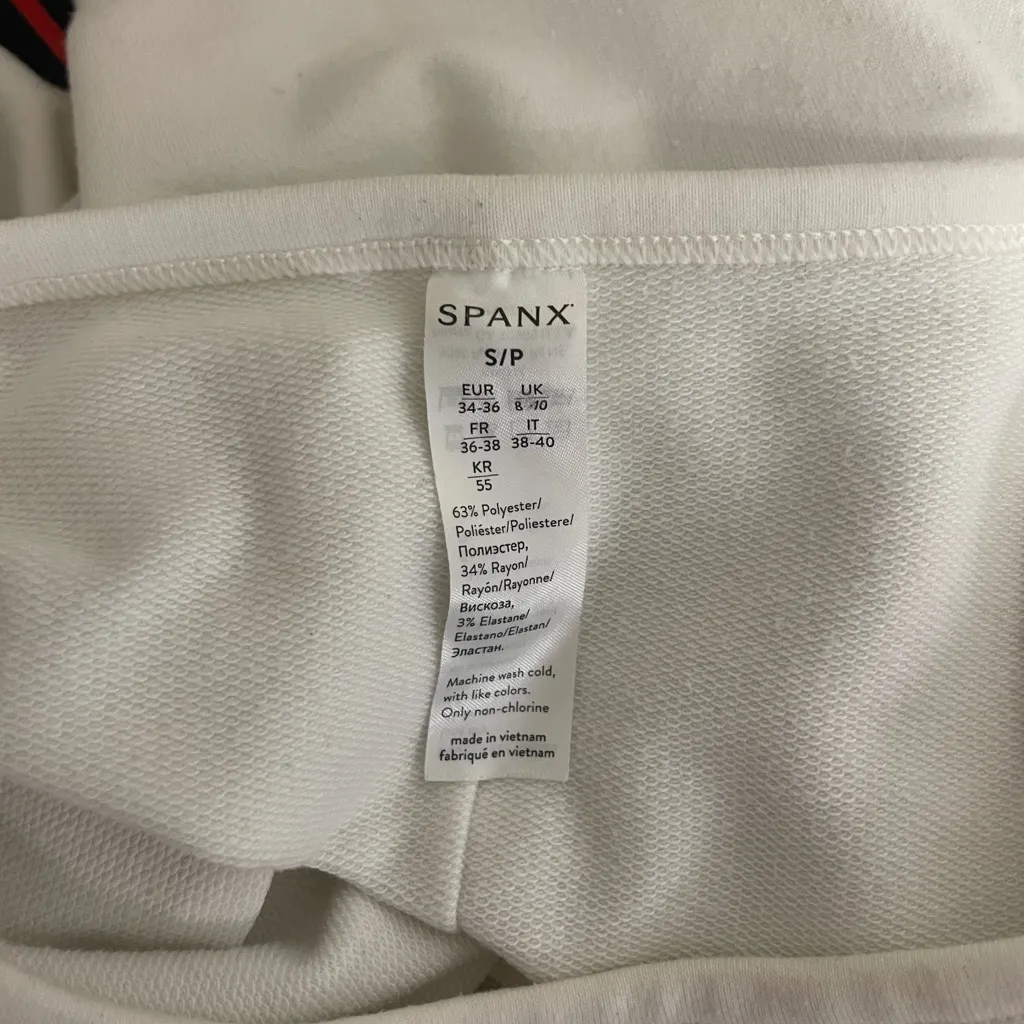 SPANX
S/P
EUR UK
34-36 8-10
FR IT
36-38 38-40
KR
55
63% Polyester/
Poliéster/Poliestere/
Полиэстер,
34% Rayon/
Rayón/Rayonne/
Вискоза,
3% Elastane/
Elastano/Elastan/
Эластан.
Machine wash cold,
with like colors.
Only non-chlorine
made in vietnam
fabriqué en vietnam